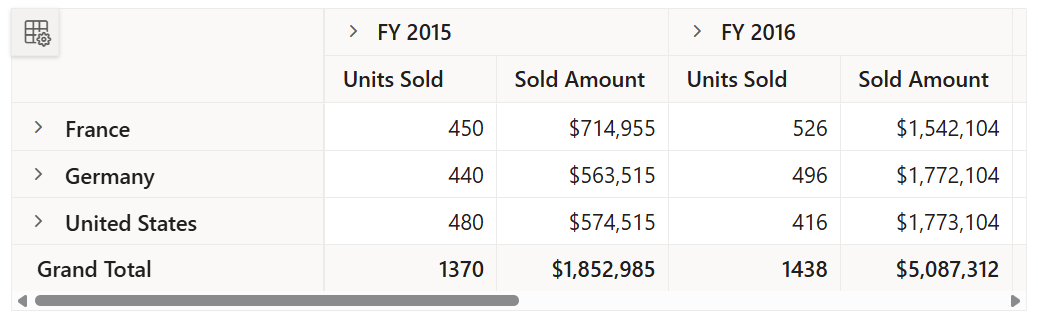 FY 2015 FY 2016
Units Sold Sold Amount Units Sold Sold Amount
France 450 $714,955 526 $1,542,104
Germany 440 $563,515 496 $1,772,104
United States 480 $574,515 416 $1,773,104
Grand Total 1370 $1,852,985 1438 $5,087,312